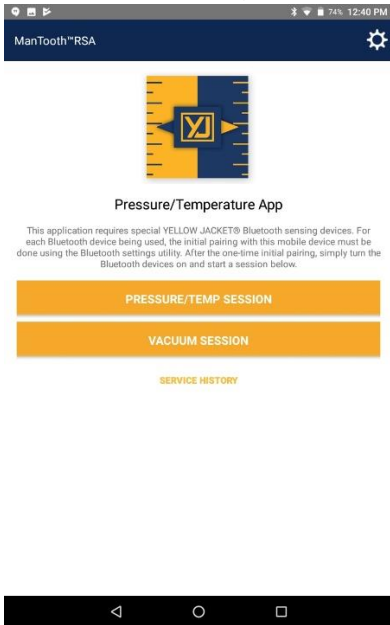 74% 12:40 PM
ManTooth™RSA
YJ
Pressure/Temperature App
This application requires special YELLOW JACKET® Bluetooth sensing devices. For
each Bluetooth device being used, the initial pairing with this mobile device must be
done using the Bluetooth settings utility. After the one-time initial pairing, simply turn the
Bluetooth devices on and start a session below.
PRESSURE/TEMP SESSION
VACUUM SESSION
SERVICE HISTORY